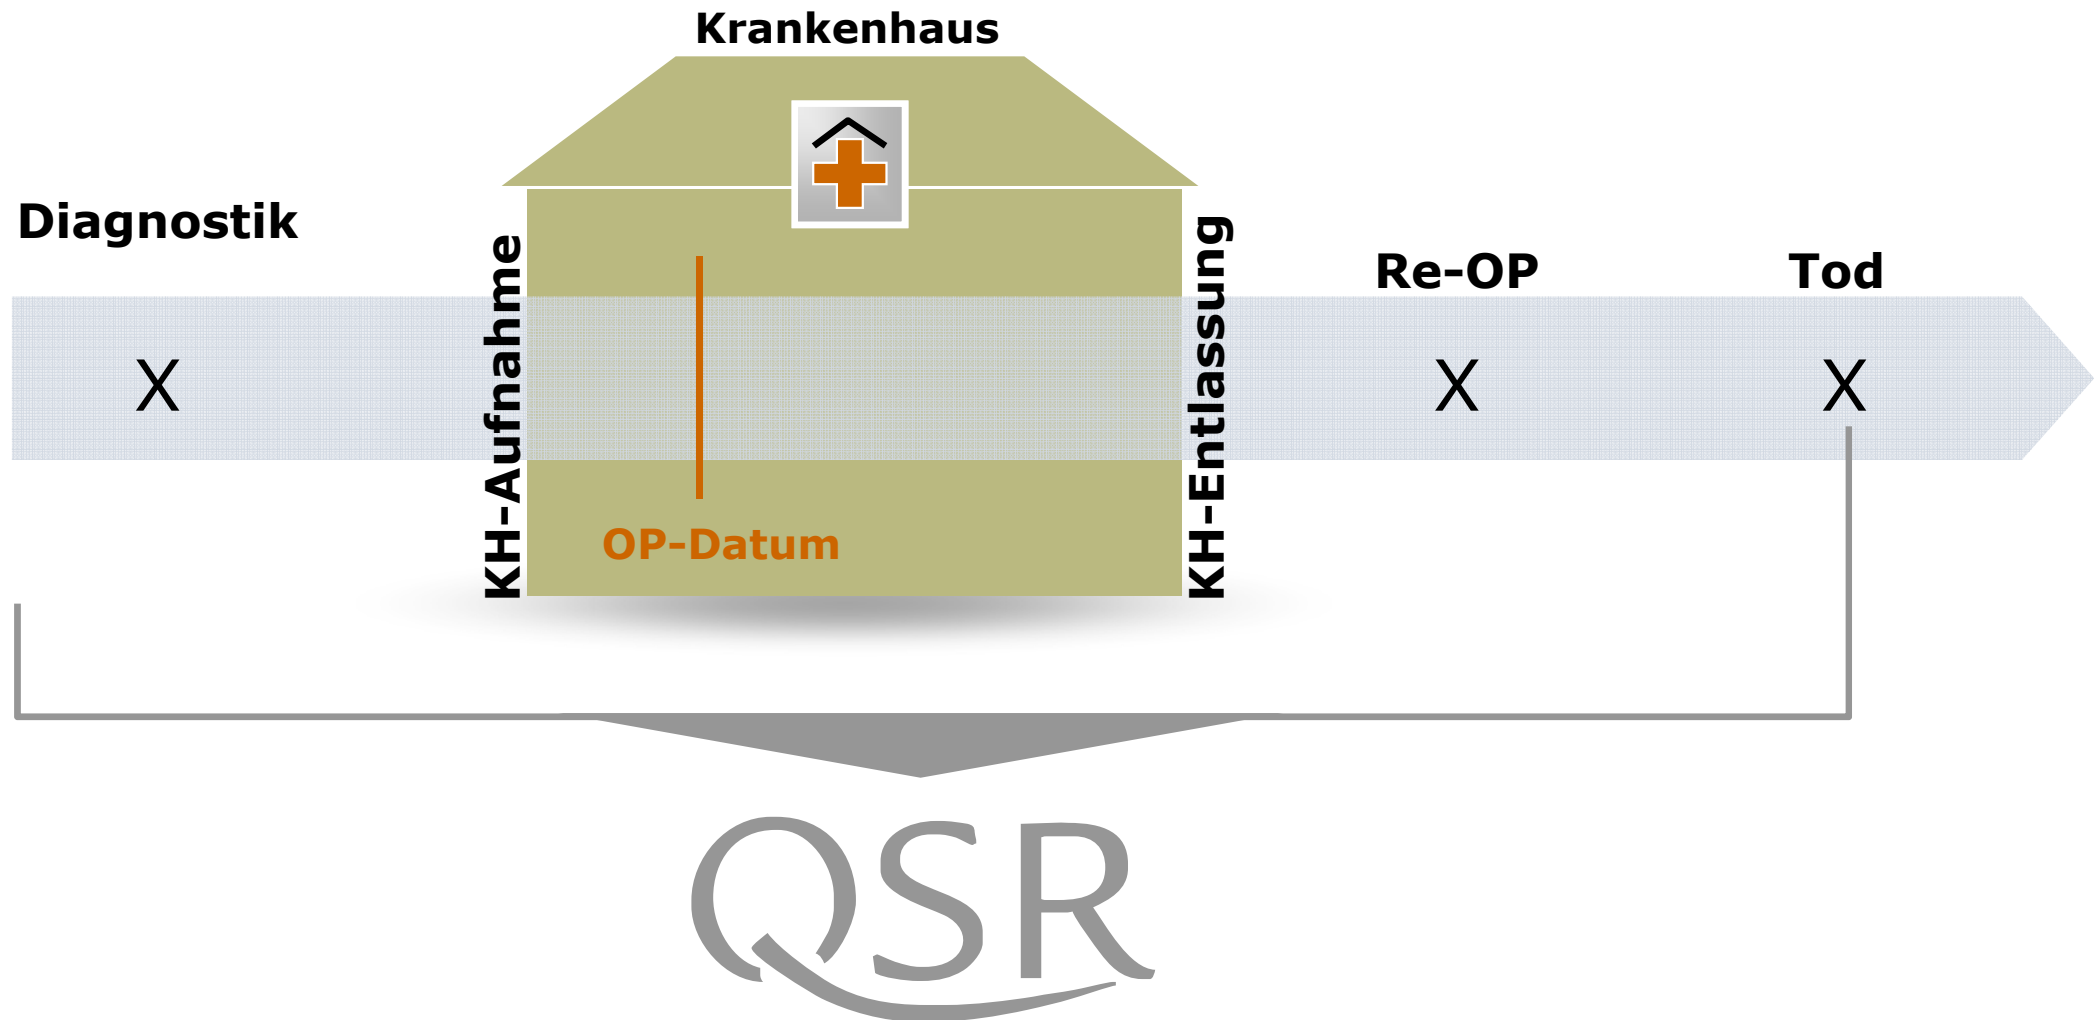 Krankenhaus
Diagnostik
KH-Aufnahme
KH-Entlassung
Re-OP
Tod
X
X
X
OP-Datum
QSR